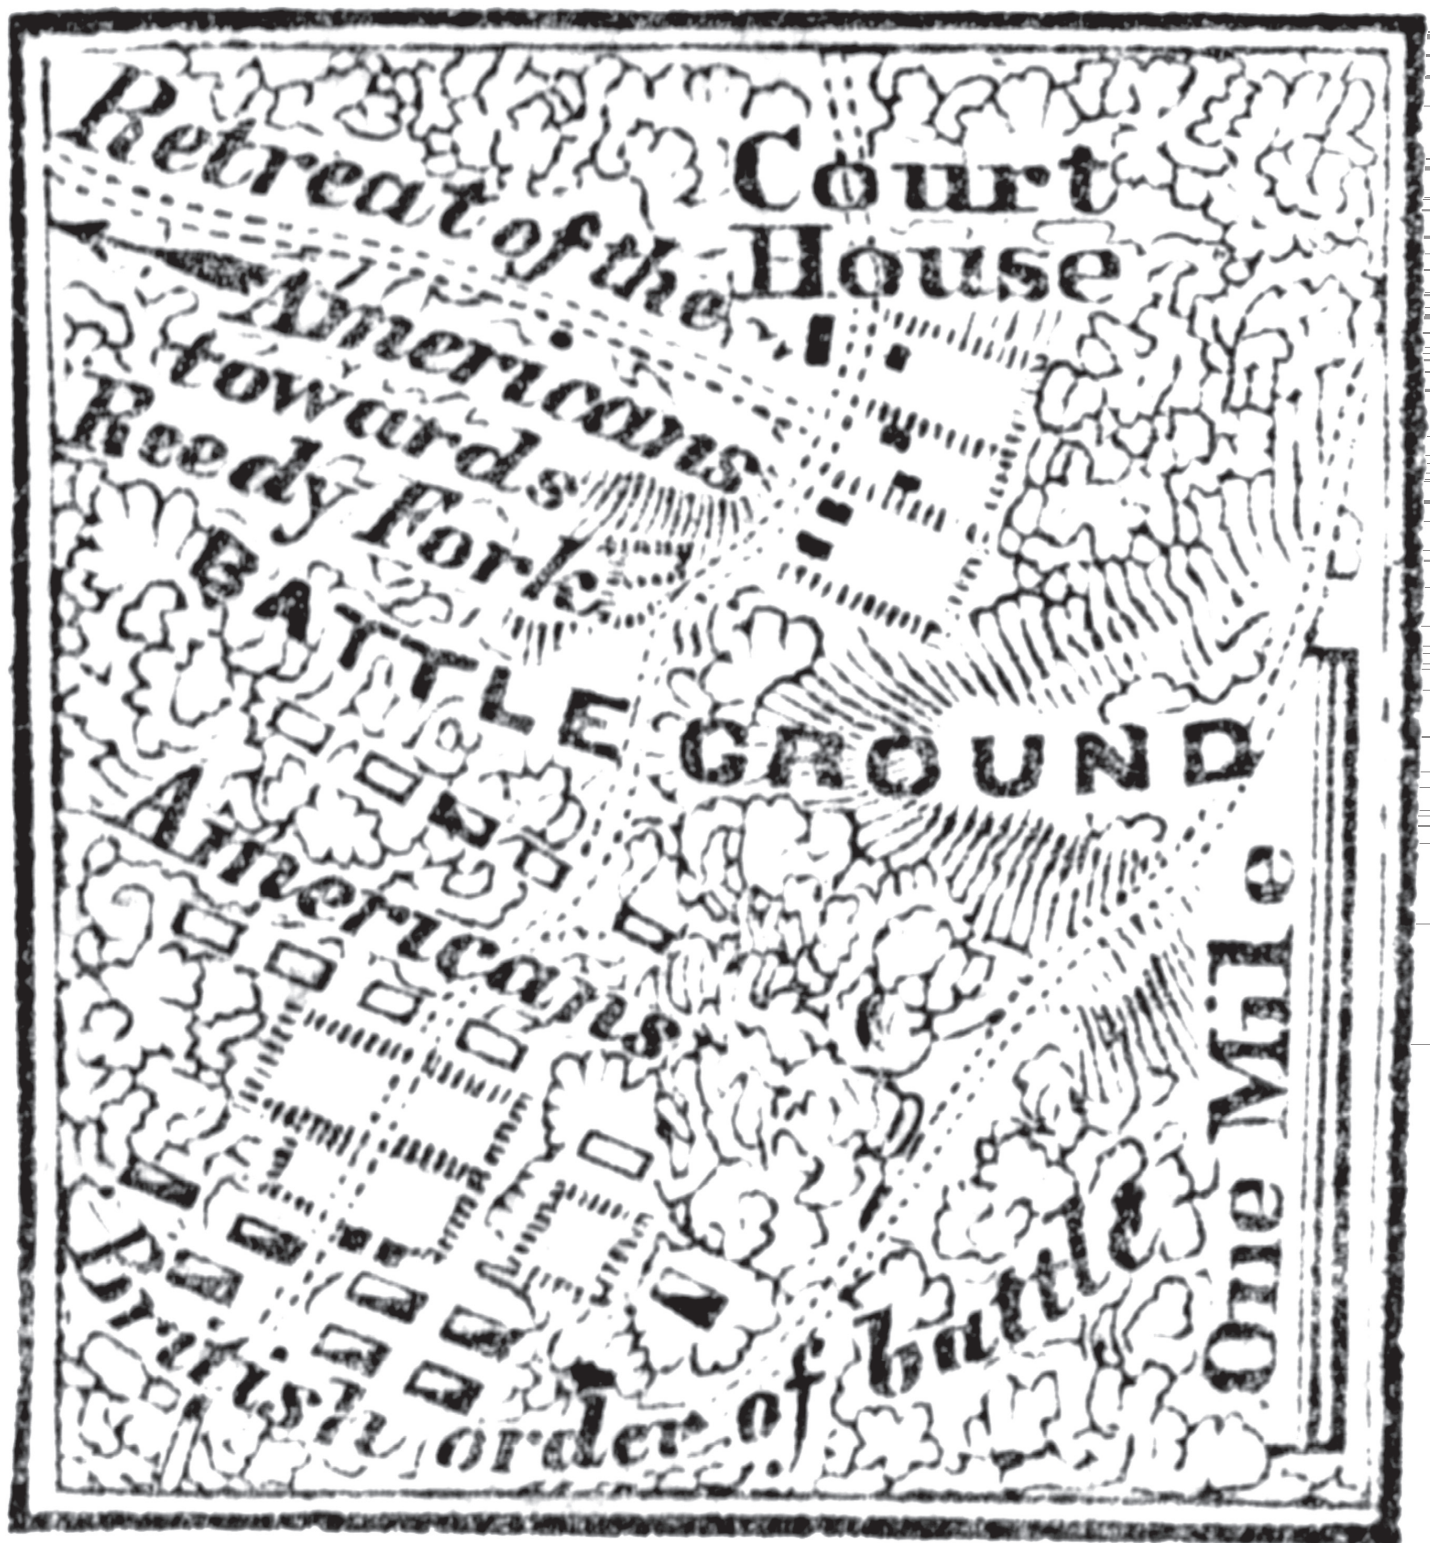 Retreat of the
Americans
towards
Reedy Fork
Court
House
BATTLE GROUND
Americans
British order of battle
One Mile